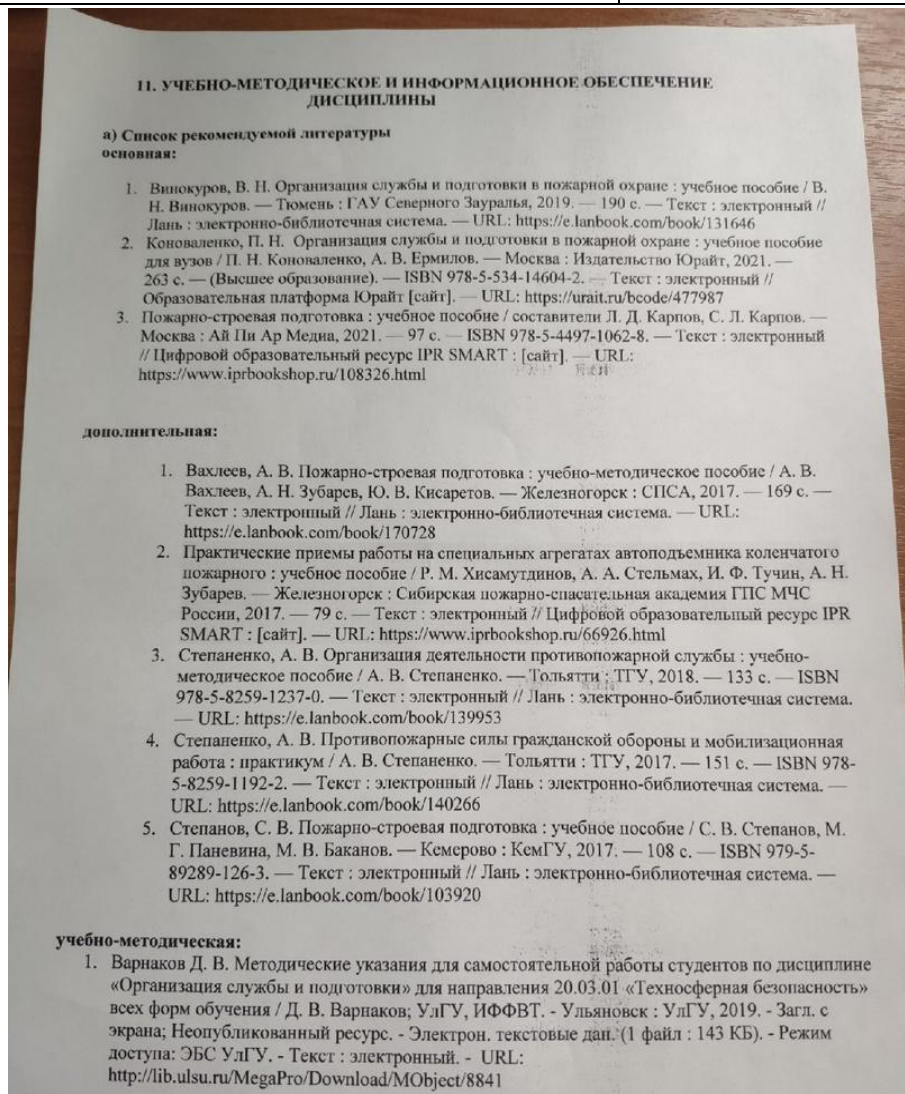 11. УЧЕБНО-МЕТОДИЧЕСКОЕ И ИНФОРМАЦИОННОЕ ОБЕСПЕЧЕНИЕ
ДИСЦИПЛИНЫ
а) Список рекомендуемой литературы
основная:
1. Винокуров, В. Н. Организация службы и подготовки в пожарной охране : учебное пособие / В.
Н. Винокуров. — Тюмень : ГАУ Северного Зауралья, 2019. — 190 с. — Текст : электронный //
Лань : электронно-библиотечная система. — URL: https://e.lanbook.com/book/131646
2. Коноваленко, П. Н. Организация службы и подготовки в пожарной охране : учебное пособие
для вузов / П. Н. Коноваленко, А. В. Ермилов. — Москва : Издательство Юрайт, 2021. —
263 с. — (Высшее образование). — ISBN 978-5-534-14604-2. — Текст : электронный //
Образовательная платформа Юрайт [сайт]. — URL: https://urait.ru/bcode/477987
3. Пожарно-строевая подготовка : учебное пособие / составители Л. Д. Карпов, С. Л. Карпов. —
Москва : Ай Пи Ар Медиа, 2021. — 97 с. — ISBN 978-5-4497-1062-8. — Текст : электронный
// Цифровой образовательный ресурс IPR SMART : [сайт]. — URL:
https://www.iprbookshop.ru/108326.html
дополнительная:
1. Вахлеев, А. В. Пожарно-строевая подготовка : учебно-методическое пособие / А. В.
Вахлеев, А. Н. Зубарев, Ю. В. Кисаретов. — Железногорск : СПСА, 2017. — 169 с. —
Текст : электронный // Лань : электронно-библиотечная система. — URL:
https://e.lanbook.com/book/170728
2. Практические приемы работы на специальных агрегатах автоподъемника коленчатого
пожарного : учебное пособие / Р. М. Хисамутдинов, А. А. Стельмах, И. Ф. Тучин, А. Н.
Зубарев. — Железногорск : Сибирская пожарно-спасательная академия ГПС МЧС
России, 2017. — 79 с. — Текст : электронный // Цифровой образовательный ресурс IPR
SMART : [сайт]. — URL: https://www.iprbookshop.ru/66926.html
3. Степаненко, А. В. Организация деятельности противопожарной службы : учебно-
методическое пособие / А. В. Степаненко. — Тольятти : ТГУ, 2018. — 133 с. — ISBN
978-5-8259-1237-0. — Текст : электронный // Лань : электронно-библиотечная система.
— URL: https://e.lanbook.com/book/139953
4. Степаненко, А. В. Противопожарные силы гражданской обороны и мобилизационная
работа : практикум / А. В. Степаненко. — Тольятти : ТГУ, 2017. — 151 с. — ISBN 978-
5-8259-1192-2. — Текст : электронный // Лань : электронно-библиотечная система. —
URL: https://e.lanbook.com/book/140266
5. Степанов, С. В. Пожарно-строевая подготовка : учебное пособие / С. В. Степанов, М.
Г. Паневина, М. В. Баканов. — Кемерово : КемГУ, 2017. — 108 с. — ISBN 979-5-
89289-126-3. — Текст : электронный // Лань : электронно-библиотечная система. —
URL: https://e.lanbook.com/book/103920
учебно-методическая:
1. Варнаков Д. В. Методические указания для самостоятельной работы студентов по дисциплине
«Организация службы и подготовки» для направления 20.03.01 «Техносферная безопасность»
всех форм обучения / Д. В. Варнаков; УлГУ, ИФФВТ. - Ульяновск : УлГУ, 2019. - Загл. с
экрана; Неопубликованный ресурс. - Электрон. текстовые дан. (1 файл : 143 КБ). - Режим
доступа: ЭБС УлГУ. - Текст : электронный. - URL:
http://lib.ulsu.ru/MegaPro/Download/MObject/8841